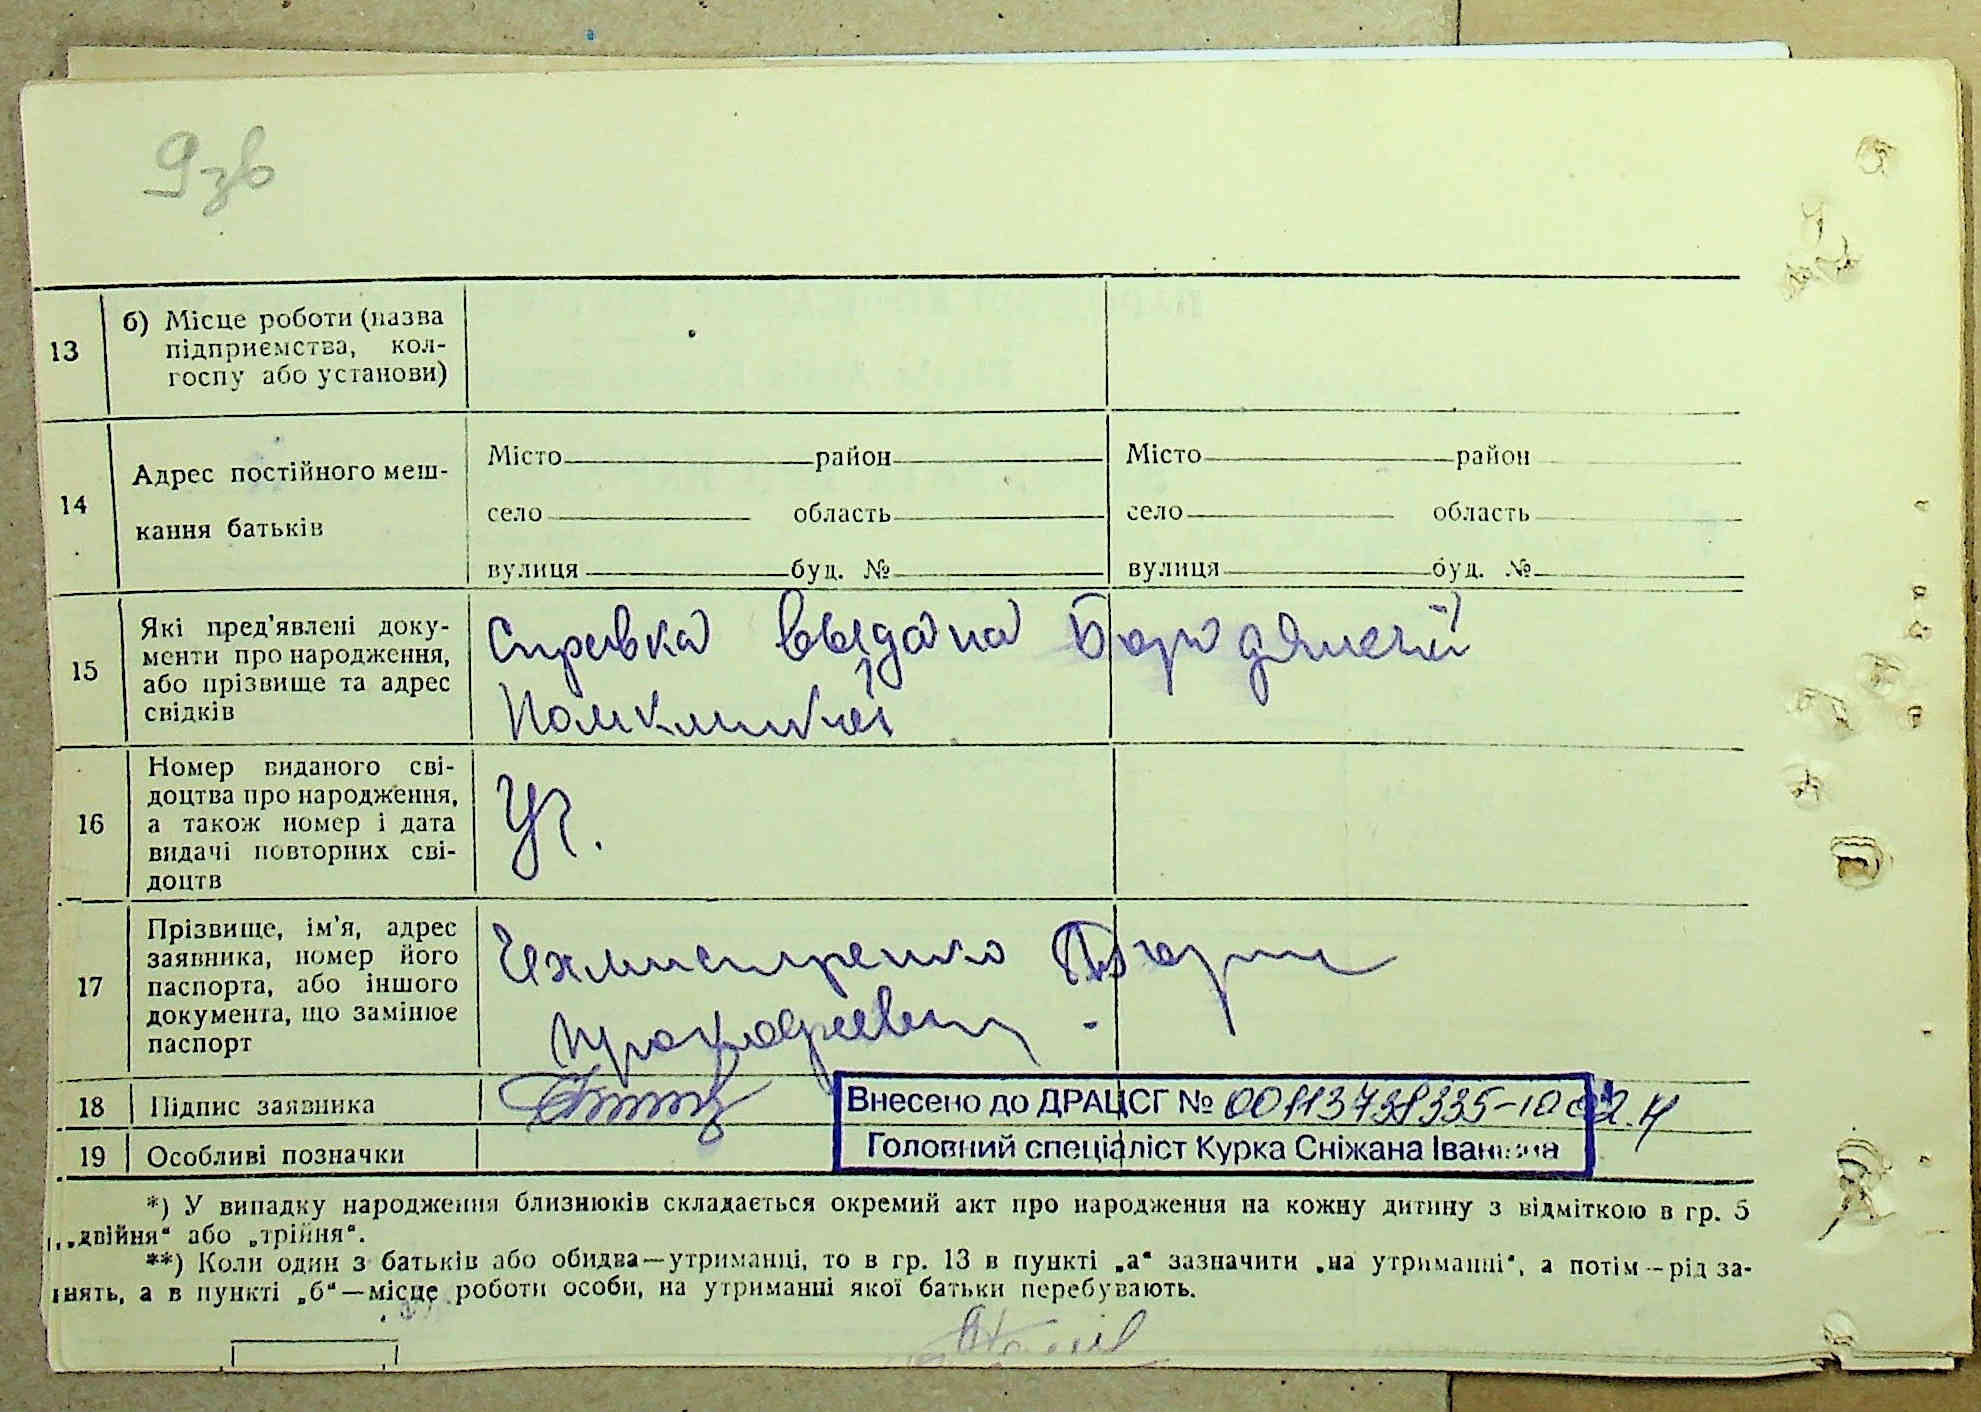 9зв
13 б) Місце роботи (назва
підприємства, кол-
госпу або установи)
14 Адрес постійного меш-
кання батьків
Місто район Місто район
село область село область
вулиця буд. № вулиця буд. №
15 Які пред'явлені доку-
менти про народження,
або прізвище та адрес
свідків
Справка выдана Бородянской
16 Номер виданого сві-
доцтва про народження,
а також номер і дата
видачі повторних сві-
доцтв
17 Прізвище, ім'я, адрес
заявника, номер його
паспорта, або іншого
документа, що замінює
паспорт
18 Підпис заявника
19 Особливі позначки
Внесено до ДРАЦСГ №
Головний спеціаліст Курка Сніжана Іванівна
*) У випадку народження близнюків складається окремий акт про народження на кожну дитину з відміткою в гр. 5
„двійня“ або „трійня“.
**) Коли один з батьків або обидва—утриманці, то в гр. 13 в пункті „а“ зазначити „на утриманні“, а потім—рід за-
нять, а в пункті „б“—місце роботи особи, на утриманні якої батьки перебувають.